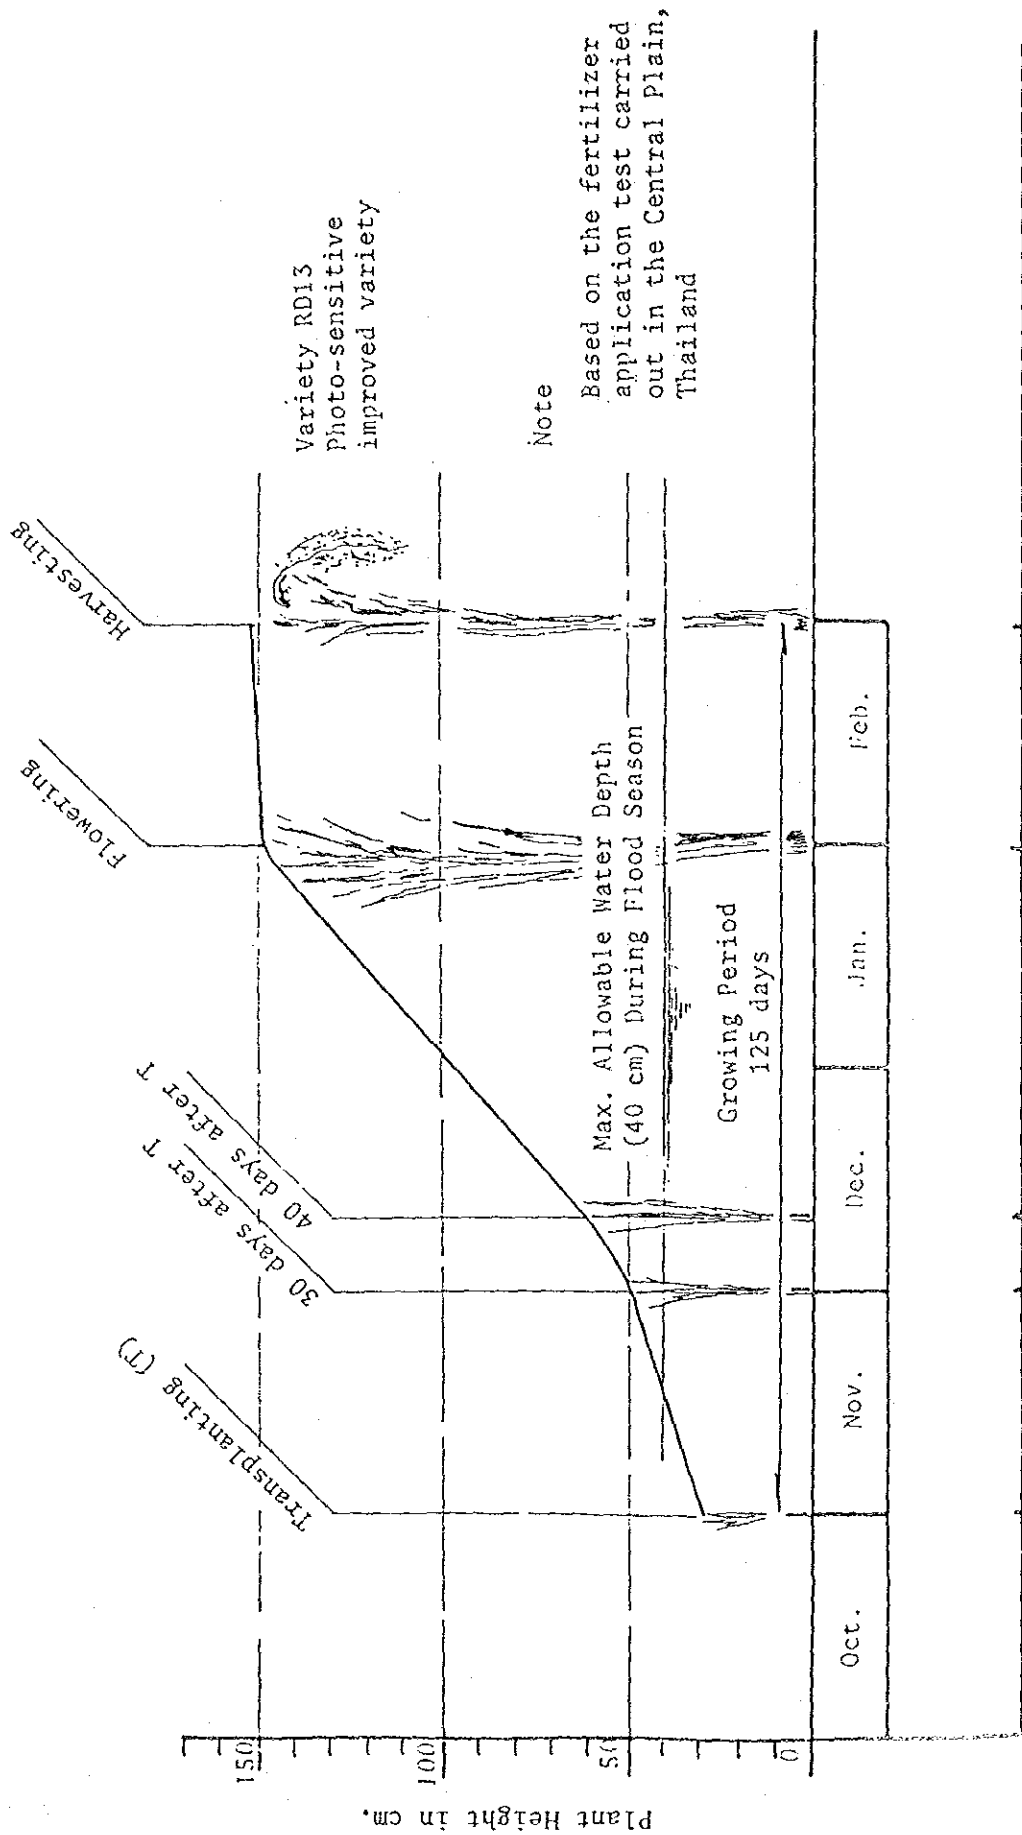 Plant Height in cm.
150
100
50
0
Transplanting (T)
30 days after T
40 days after T
Flowering
Harvesting
Variety RD13
Photo-sensitive
improved variety
Note
Based on the fertilizer
application test carried
out in the Central Plain,
Thailand
Max. Allowable Water Depth
(40 cm) During Flood Season
Growing Period
125 days
Oct.
Nov.
Dec.
Jan.
Feb.